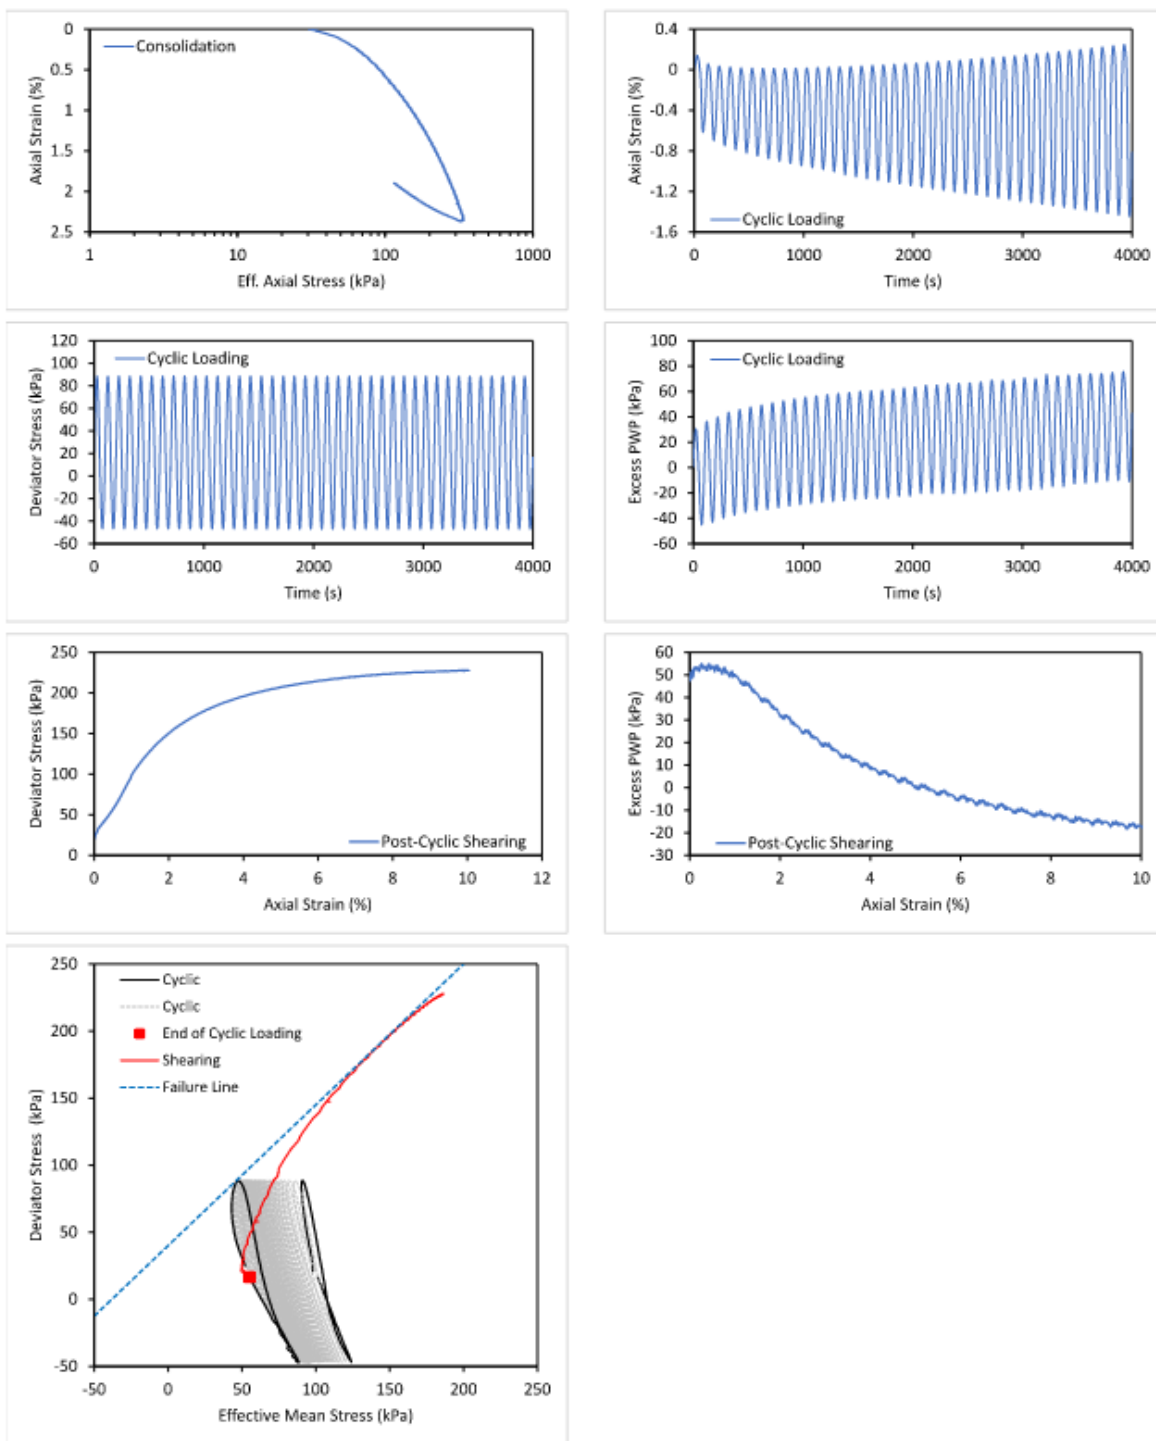 0
0.5
1
1.5
2
2.5
Axial Strain (%)
Consolidation
1 10 100 1000
Eff. Axial Stress (kPa)
0.4
0
-0.4
-0.8
-1.2
-1.6
Axial Strain (%)
Cyclic Loading
0 1000 2000 3000 4000
Time (s)
120
100
80
60
40
20
0
-20
-40
-60
Deviator Stress (kPa)
Cyclic Loading
0 1000 2000 3000 4000
Time (s)
100
80
60
40
20
0
-20
-40
-60
Excess PWP (kPa)
Cyclic Loading
0 1000 2000 3000 4000
Time (s)
250
200
150
100
50
0
Deviator Stress (kPa)
Post-Cyclic Shearing
0 2 4 6 8 10 12
Axial Strain (%)
60
50
40
30
20
10
0
-10
-20
-30
Excess PWP (kPa)
Post-Cyclic Shearing
0 2 4 6 8 10
Axial Strain (%)
250
200
150
100
50
0
-50
Deviator Stress (kPa)
Cyclic
Cyclic
End of Cyclic Loading
Shearing
Failure Line
-50 0 50 100 150 200 250
Effective Mean Stress (kPa)